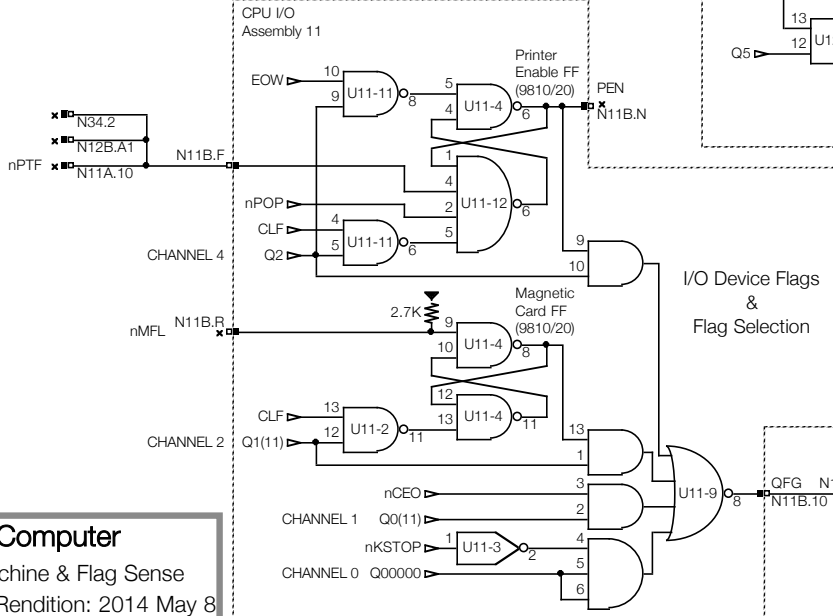 CPU I/O
Assembly 11
13
12
Q5
U1
Printer
Enable FF
(9810/20)
EOW
10
9
U11-11
8
5
4
U11-4
6
PEN
N11B.N
N34.2
N12B.A1
nPTF
N11A.10
N11B.F
1
4
2
5
U11-12
6
nPOP
CLF
4
5
U11-11
6
CHANNEL 4
Q2
9
10
I/O Device Flags
&
Flag Selection
Magnetic
Card FF
(9810/20)
2.7K
nMFL
N11B.R
9
10
U11-4
8
12
13
U11-4
11
CLF
13
12
U11-2
11
CHANNEL 2
Q1(11)
13
1
nCEO
3
2
CHANNEL 1
Q0(11)
U11-9
8
QFG
N1
N11B.10
nKSTOP
1
U11-3
2
4
5
6
CHANNEL 0
Q00000
Computer
chine & Flag Sense
Rendition: 2014 May 8